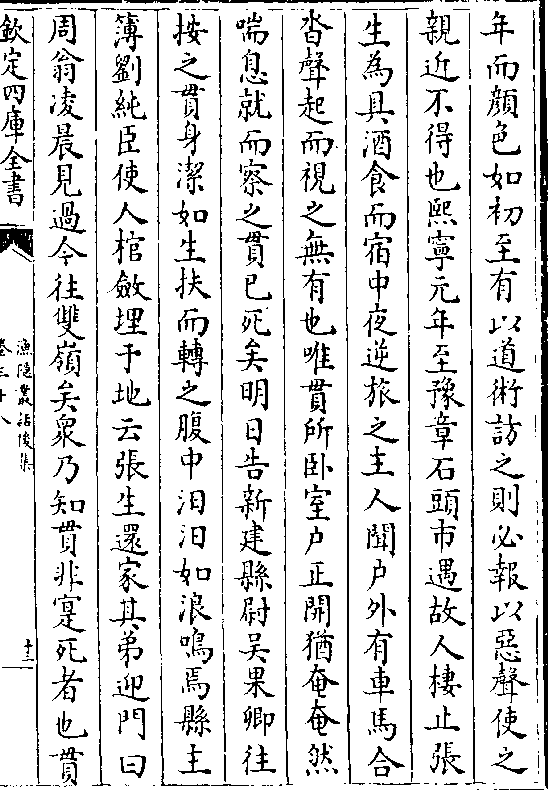 年而顔色如初至有以道術訪之則必報以惡聲使之
親近不得也熙寧元年至豫章石頭市遇故人棲止張
生為具酒食而宿中夜逆旅之主人聞户外有車馬合
沓聲起而視之無有也唯貫所卧室户正開猶奄奄然
喘息就而察之貫已死矣明日告新建縣尉吴果卿往
按之貫身潔如生扶而轉之腹中汨汨如浪鳴焉縣主
簿劉純臣使人棺斂埋于地云張生還家其弟迎門曰
周翁凌晨見過今往雙嶺矣衆乃知貫非寔死者也貫
欽定四庫全書
漁隱叢話後集
卷三十八
十三